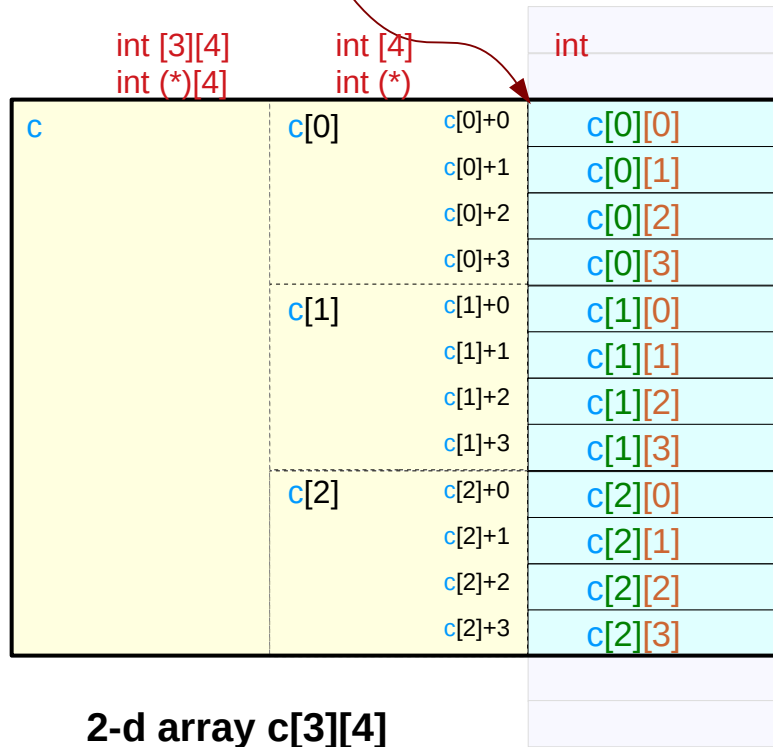 int [3][4] int [4] int
int (*)[4] int (*)
c c[0] c[0]+0 c[0][0]
c[0]+1 c[0][1]
c[0]+2 c[0][2]
c[0]+3 c[0][3]
c[1] c[1]+0 c[1][0]
c[1]+1 c[1][1]
c[1]+2 c[1][2]
c[1]+3 c[1][3]
c[2] c[2]+0 c[2][0]
c[2]+1 c[2][1]
c[2]+2 c[2][2]
c[2]+3 c[2][3]
2-d array c[3][4]